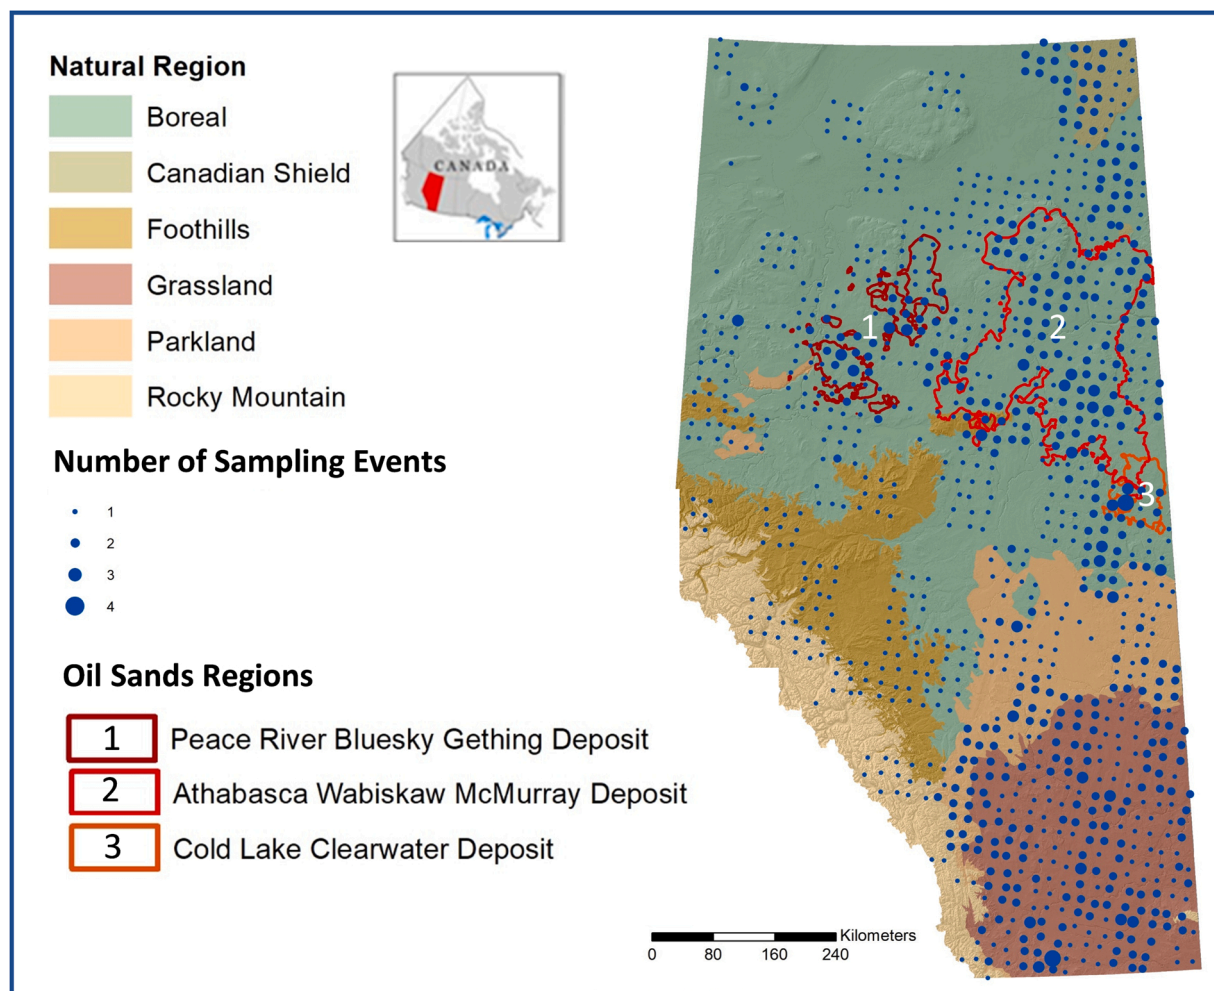 Natural Region
Boreal
Canadian Shield
Foothills
Grassland
Parkland
Rocky Mountain
CANADA
Number of Sampling Events
1
2
3
4
Oil Sands Regions
1 Peace River Bluesky Gething Deposit
2 Athabasca Wabiskaw McMurray Deposit
3 Cold Lake Clearwater Deposit
1
2
3
Kilometers
0 80 160 240